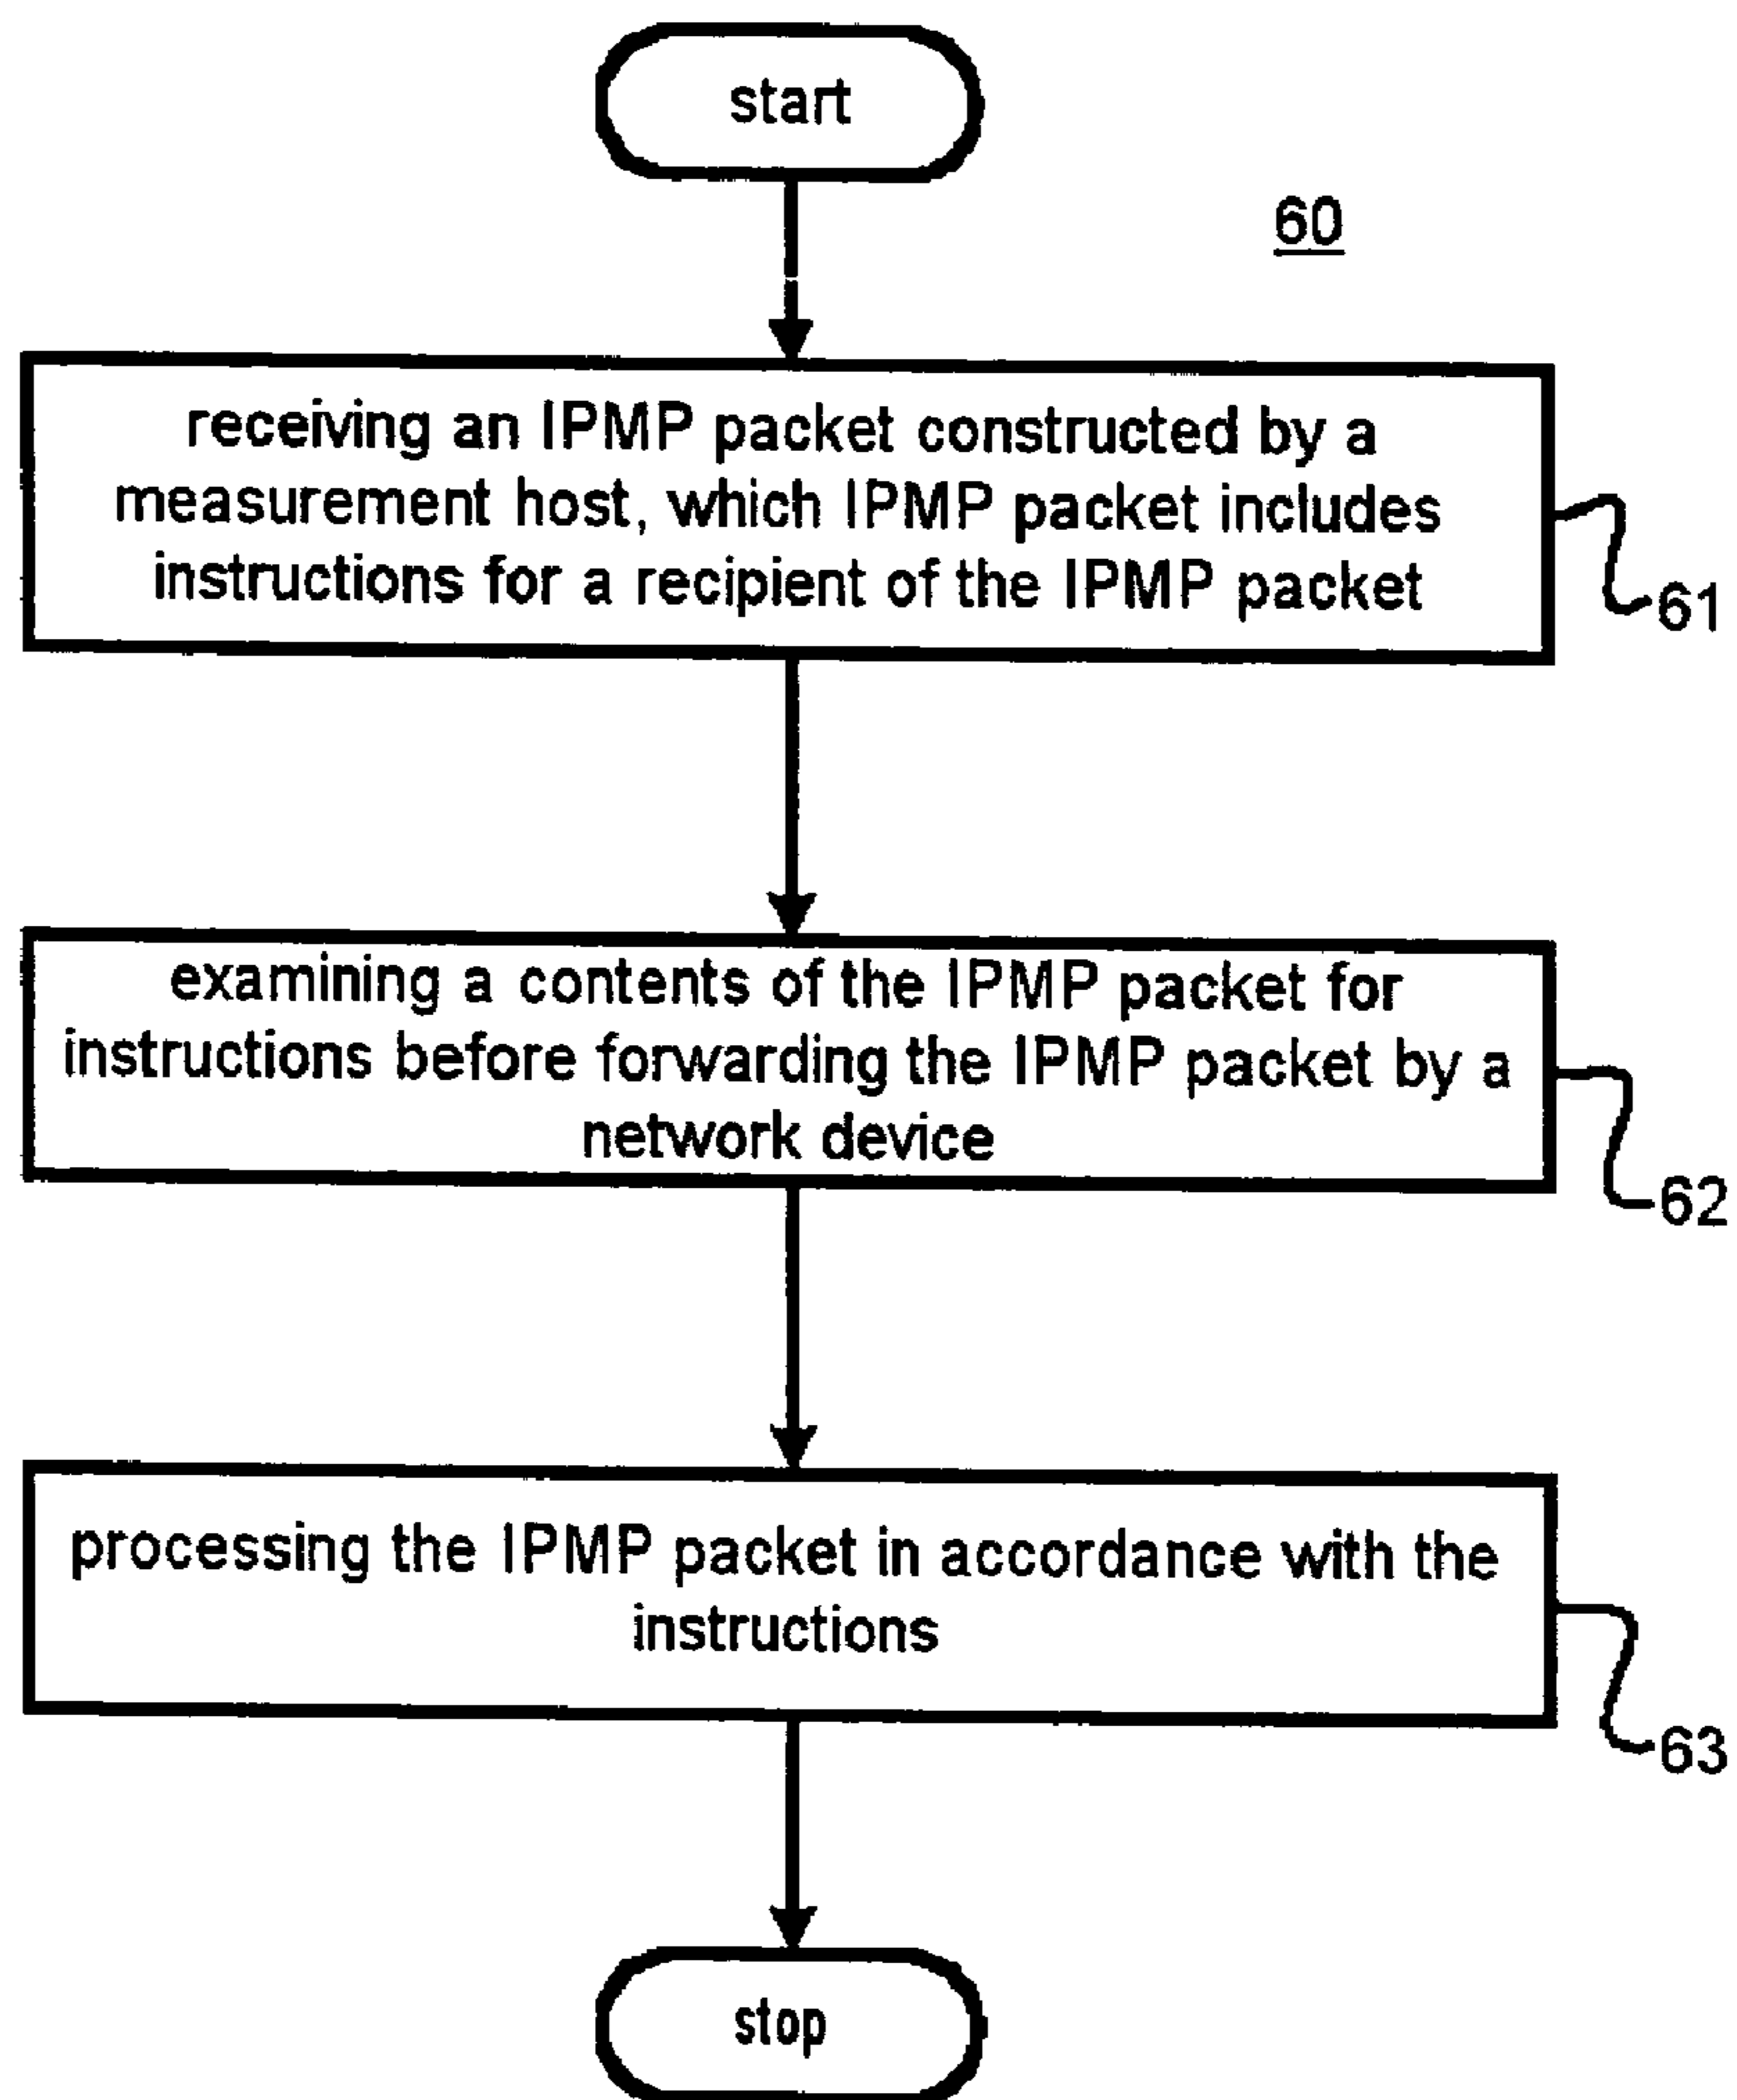 start
60
receiving an IPMP packet constructed by a
measurement host, which IPMP packet includes
instructions for a recipient of the IPMP packet
61
examining a contents of the IPMP packet for
instructions before forwarding the IPMP packet by a
network device
62
processing the IPMP packet in accordance with the
instructions
63
stop